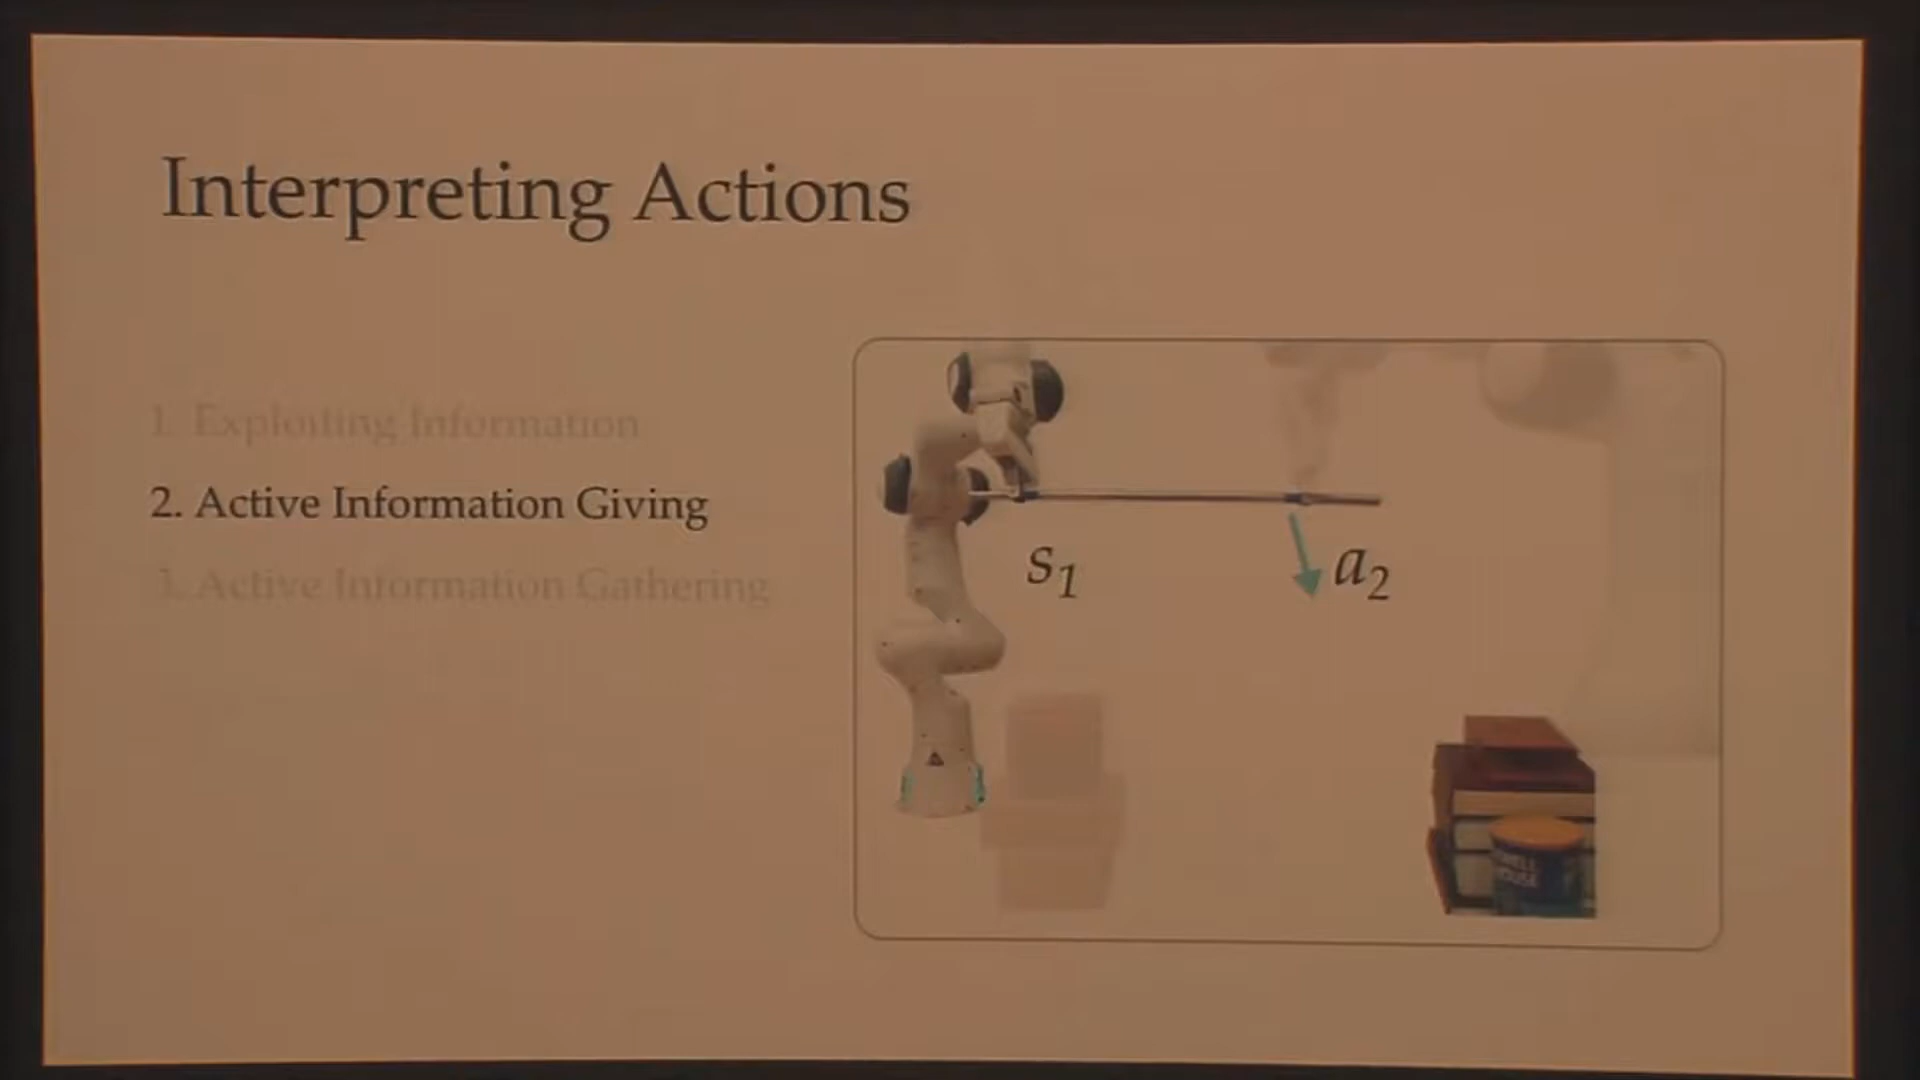 Interpreting Actions
1. Exploiting Information
2. Active Information Giving
3. Active Information Gathering
s1
a2